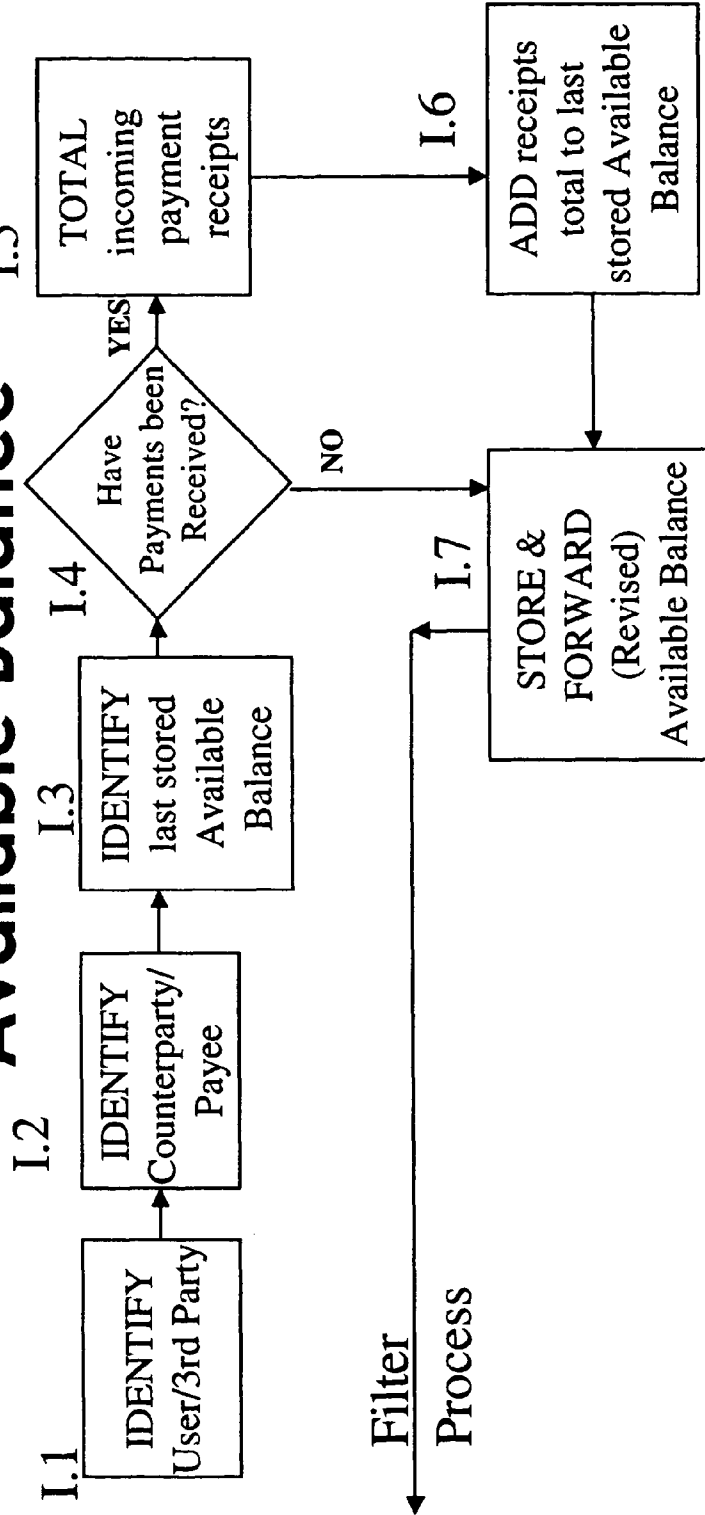 Available Balance
I.1
IDENTIFY
User/3rd Party
I.2
IDENTIFY
Counterparty/
Payee
I.3
IDENTIFY
last stored
Available
Balance
I.4
Have
Payments been
Received?
YES
NO
I.5
TOTAL
incoming
payment
receipts
I.6
ADD receipts
total to last
stored Available
Balance
I.7
STORE &
FORWARD
(Revised)
Available Balance
Filter
Process